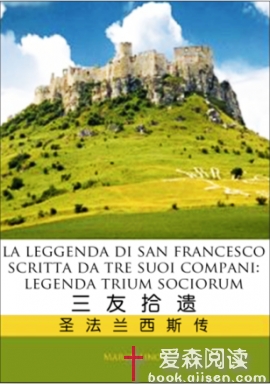 LA LEGGENDA DI SAN FRANCESCO
SCRITTA DA TRE SUOI COMPANI:
LEGENDA TRIUM SOCIORUM
三友拾遗
圣法兰西斯传
爱森阅读
book.aiisen.com